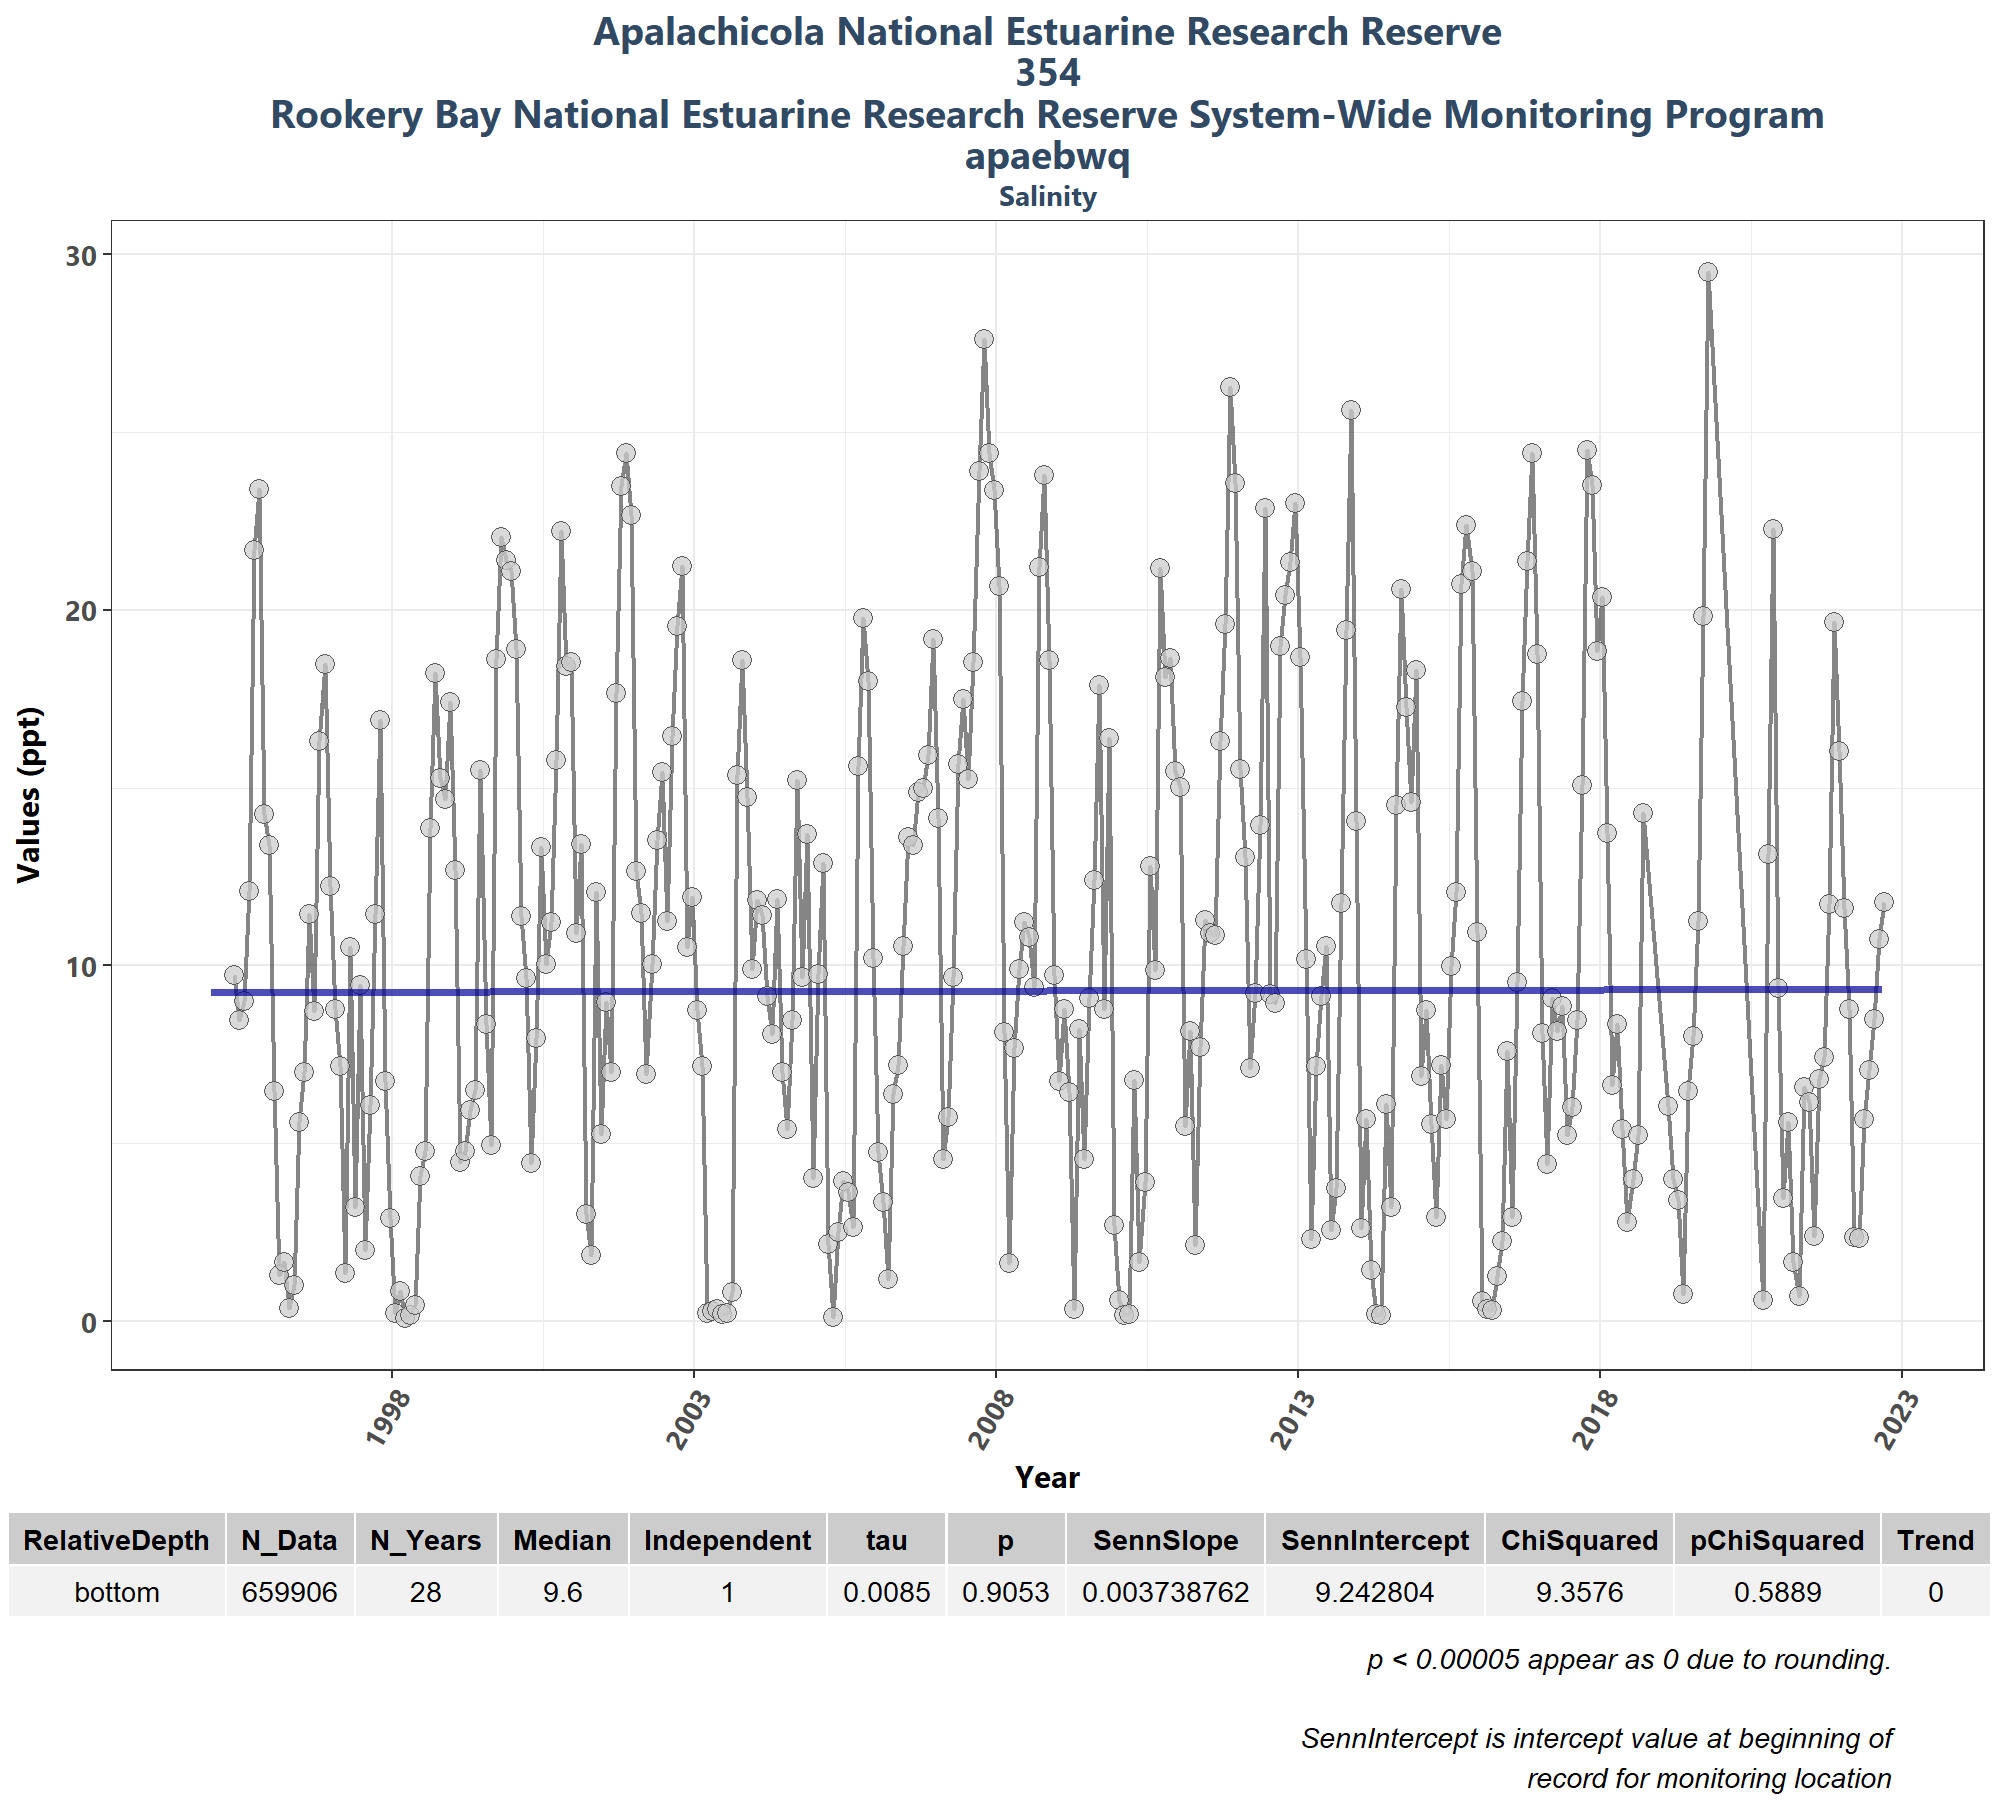 Apalachicola National Estuarine Research Reserve
354
Rookery Bay National Estuarine Research Reserve System-Wide Monitoring Program
apaebwq
Salinity
30
20
10
0
Values (ppt)
1998 2003 2008 2013 2018 2023
Year
RelativeDepth N_Data N_Years Median Independent tau p SennSlope SennIntercept ChiSquared pChiSquared Trend
bottom 659906 28 9.6 1 0.0085 0.9053 0.003738762 9.242804 9.3576 0.5889 0
p < 0.00005 appear as 0 due to rounding.
SennIntercept is intercept value at beginning of
record for monitoring location